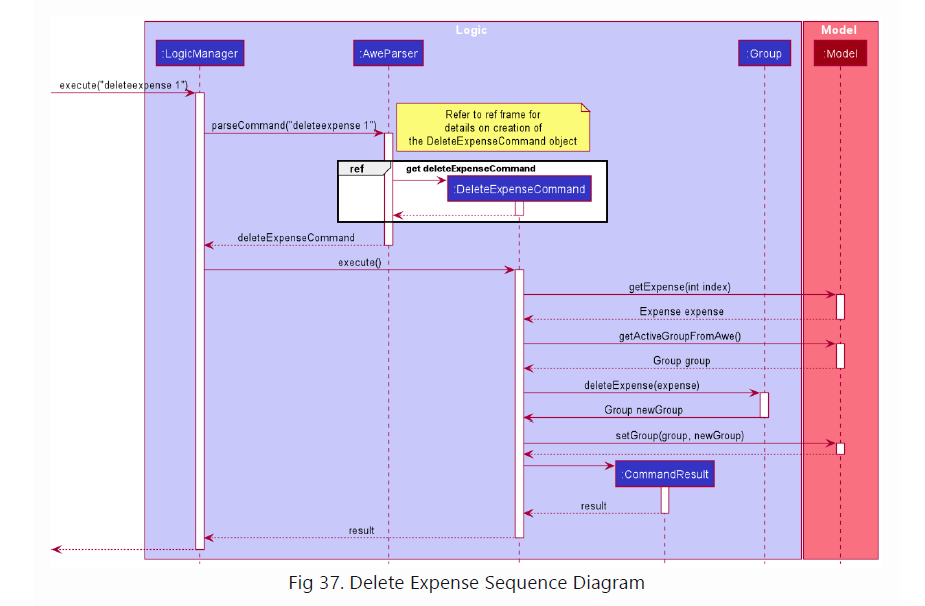 Logic
Model
:LogicManager
:AweParser
:Group
:Model
execute("deleteexpense 1")
parseCommand("deleteexpense 1")
Refer to ref frame for
details on creation of
the DeleteExpenseCommand object
ref
get deleteExpenseCommand
:DeleteExpenseCommand
deleteExpenseCommand
execute()
getExpense(int index)
Expense expense
getActiveGroupFromAwe()
Group group
deleteExpense(expense)
Group newGroup
setGroup(group, newGroup)
:CommandResult
result
result
Fig 37. Delete Expense Sequence Diagram